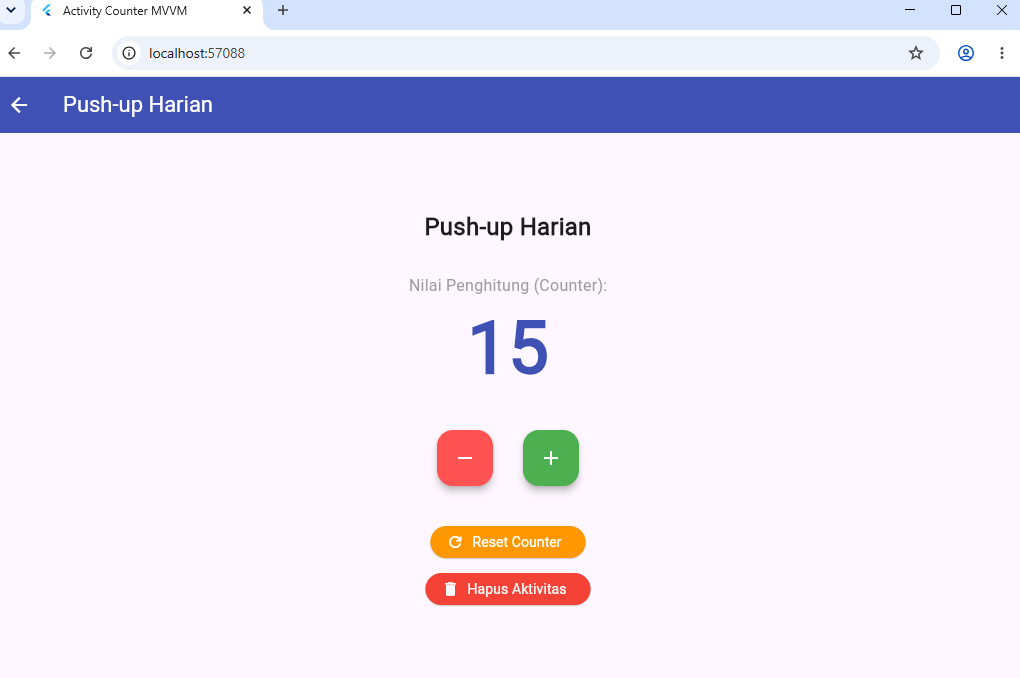 Activity Counter MVVM
localhost:57088
Push-up Harian
Push-up Harian
Nilai Penghitung (Counter):
15
Reset Counter
Hapus Aktivitas